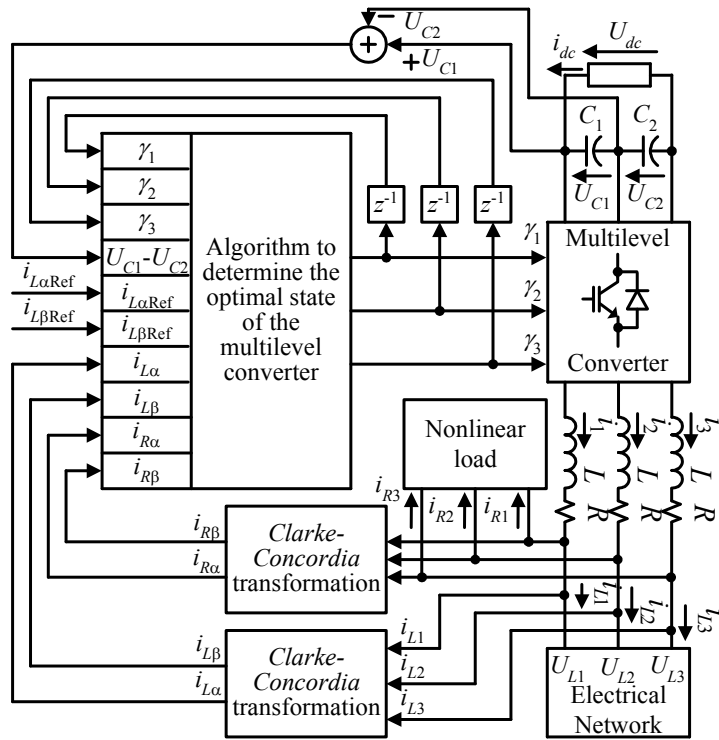 − U_C2
+ U_C1
U_dc
i_dc
C_1
C_2
U_C1
U_C2
γ_1
γ_2
γ_3
U_C1-U_C2
i_LαRef
i_LβRef
i_Lα
i_Lβ
i_Rα
i_Rβ
i_LαRef
i_LβRef
Algorithm to
determine the
optimal state
of the
multilevel
converter
z^-1
z^-1
z^-1
γ_1
γ_2
γ_3
Multilevel
Converter
i_1
i_2
i_3
L
L
L
R
R
R
Nonlinear
load
i_R3
i_R2
i_R1
i_Rβ
i_Rα
Clarke-
Concordia
transformation
i_L1
i_L2
i_L3
i_Lβ
i_Lα
Clarke-
Concordia
transformation
i_L1
i_L2
i_L3
U_L1
U_L2
U_L3
Electrical
Network